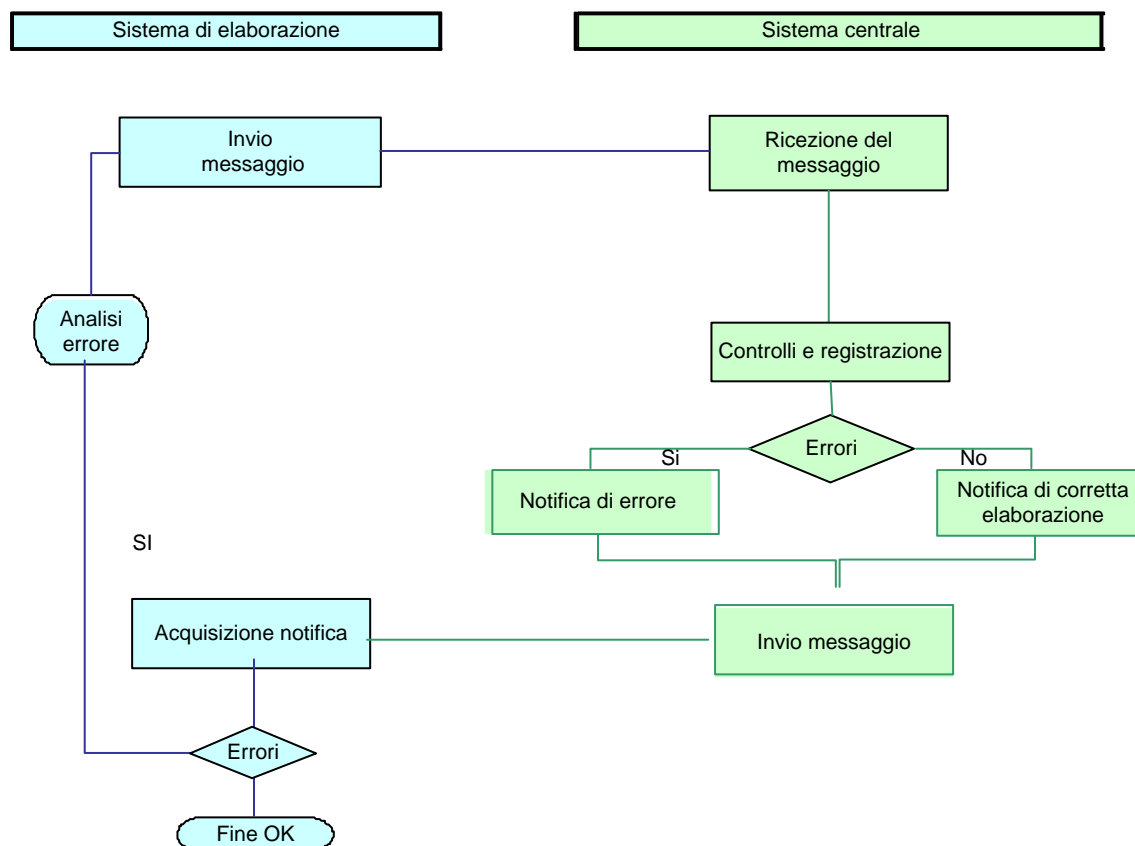 Sistema di elaborazione
Sistema centrale
Invio
messaggio
Ricezione del
messaggio
Analisi
errore
Controlli e registrazione
Errori
Si
No
Notifica di errore
Notifica di corretta
elaborazione
SI
Acquisizione notifica
Invio messaggio
Errori
Fine OK